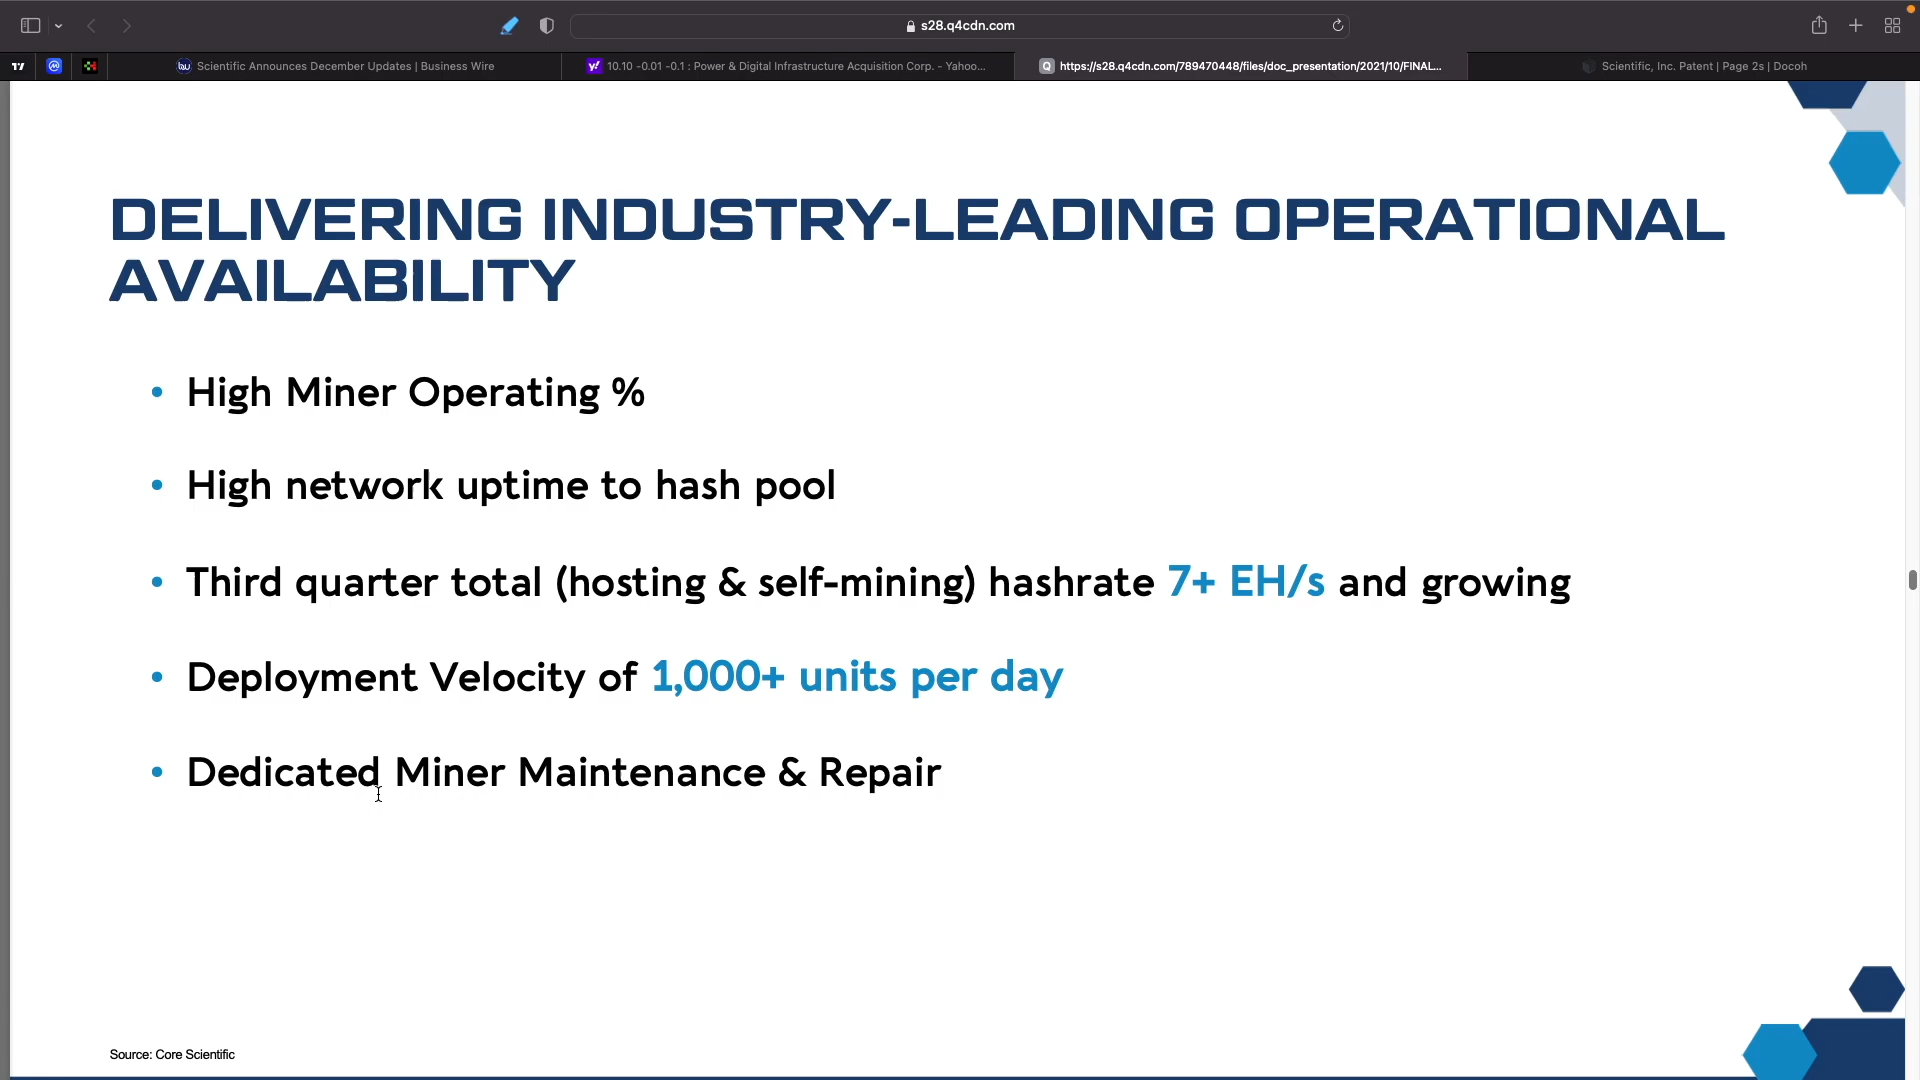 s28.q4cdn.com
Scientific Announces December Updates | Business Wire
10.10 -0.01 -0.1 : Power & Digital Infrastructure Acquisition Corp. - Yahoo...
https://s28.q4cdn.com/789470448/files/doc_presentation/2021/10/FINAL...
Scientific, Inc. Patent | Page 2s | Docoh
DELIVERING INDUSTRY-LEADING OPERATIONAL
AVAILABILITY
• High Miner Operating %
• High network uptime to hash pool
• Third quarter total (hosting & self-mining) hashrate 7+ EH/s and growing
• Deployment Velocity of 1,000+ units per day
• Dedicated Miner Maintenance & Repair
Source: Core Scientific